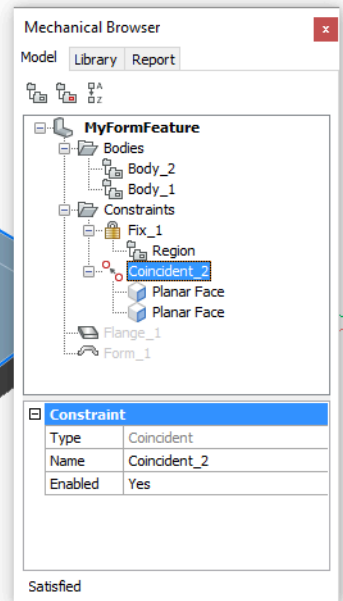 Mechanical Browser
x
Model Library Report
A
Z
MyFormFeature
Bodies
Body_2
Body_1
Constraints
Fix_1
Region
Coincident_2
Planar Face
Planar Face
Flange_1
Form_1
Constraint
Type Coincident
Name Coincident_2
Enabled Yes
Satisfied